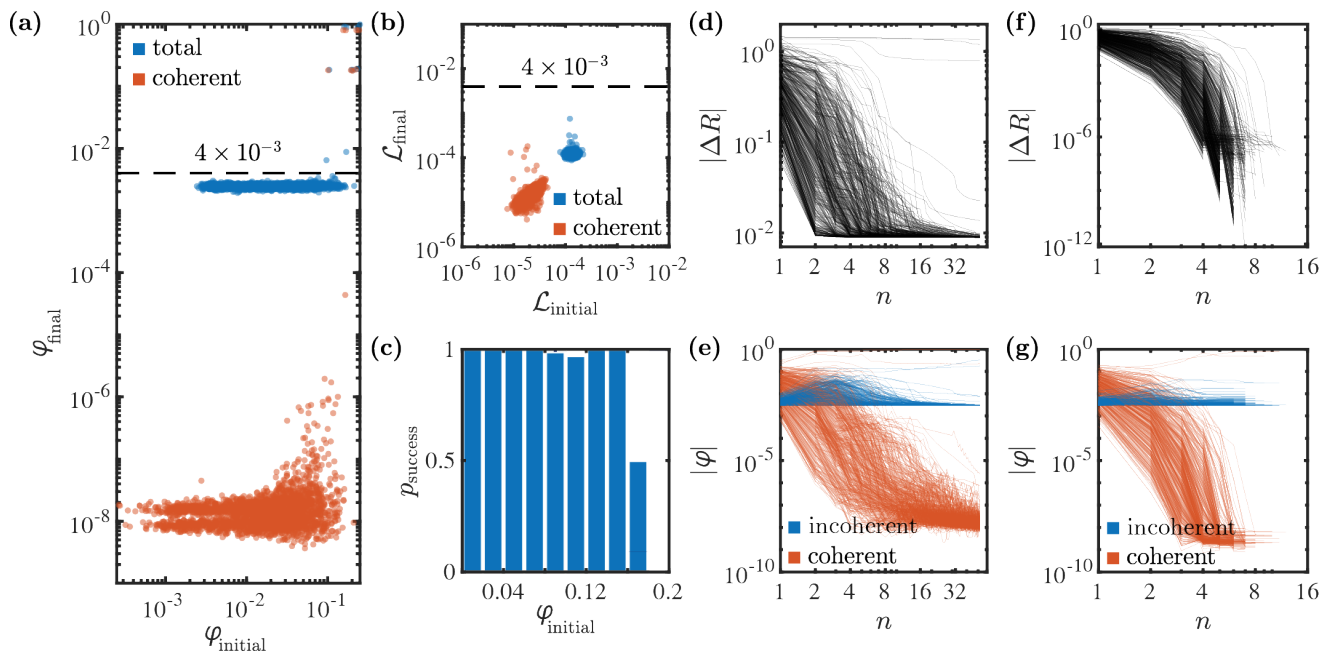 (a)
10^0
total
coherent
4 × 10^-3
10^-2
10^-4
10^-6
10^-8
φ_final
10^-3
10^-2
10^-1
φ_initial
(b)
10^-2
4 × 10^-3
10^-4
10^-6
ℒ_final
total
coherent
10^-6
10^-5
10^-4
10^-3
10^-2
ℒ_initial
(c)
1
0.5
0
p_success
0.04
0.12
0.2
φ_initial
(d)
10^0
10^-1
10^-2
|ΔR|
1
2
4
8
16
32
n
(e)
10^0
10^-5
10^-10
|φ|
incoherent
coherent
1
2
4
8
16
32
n
(f)
10^0
10^-6
10^-12
|ΔR|
1
2
4
8
16
n
(g)
10^0
10^-5
10^-10
|φ|
incoherent
coherent
1
2
4
8
16
n